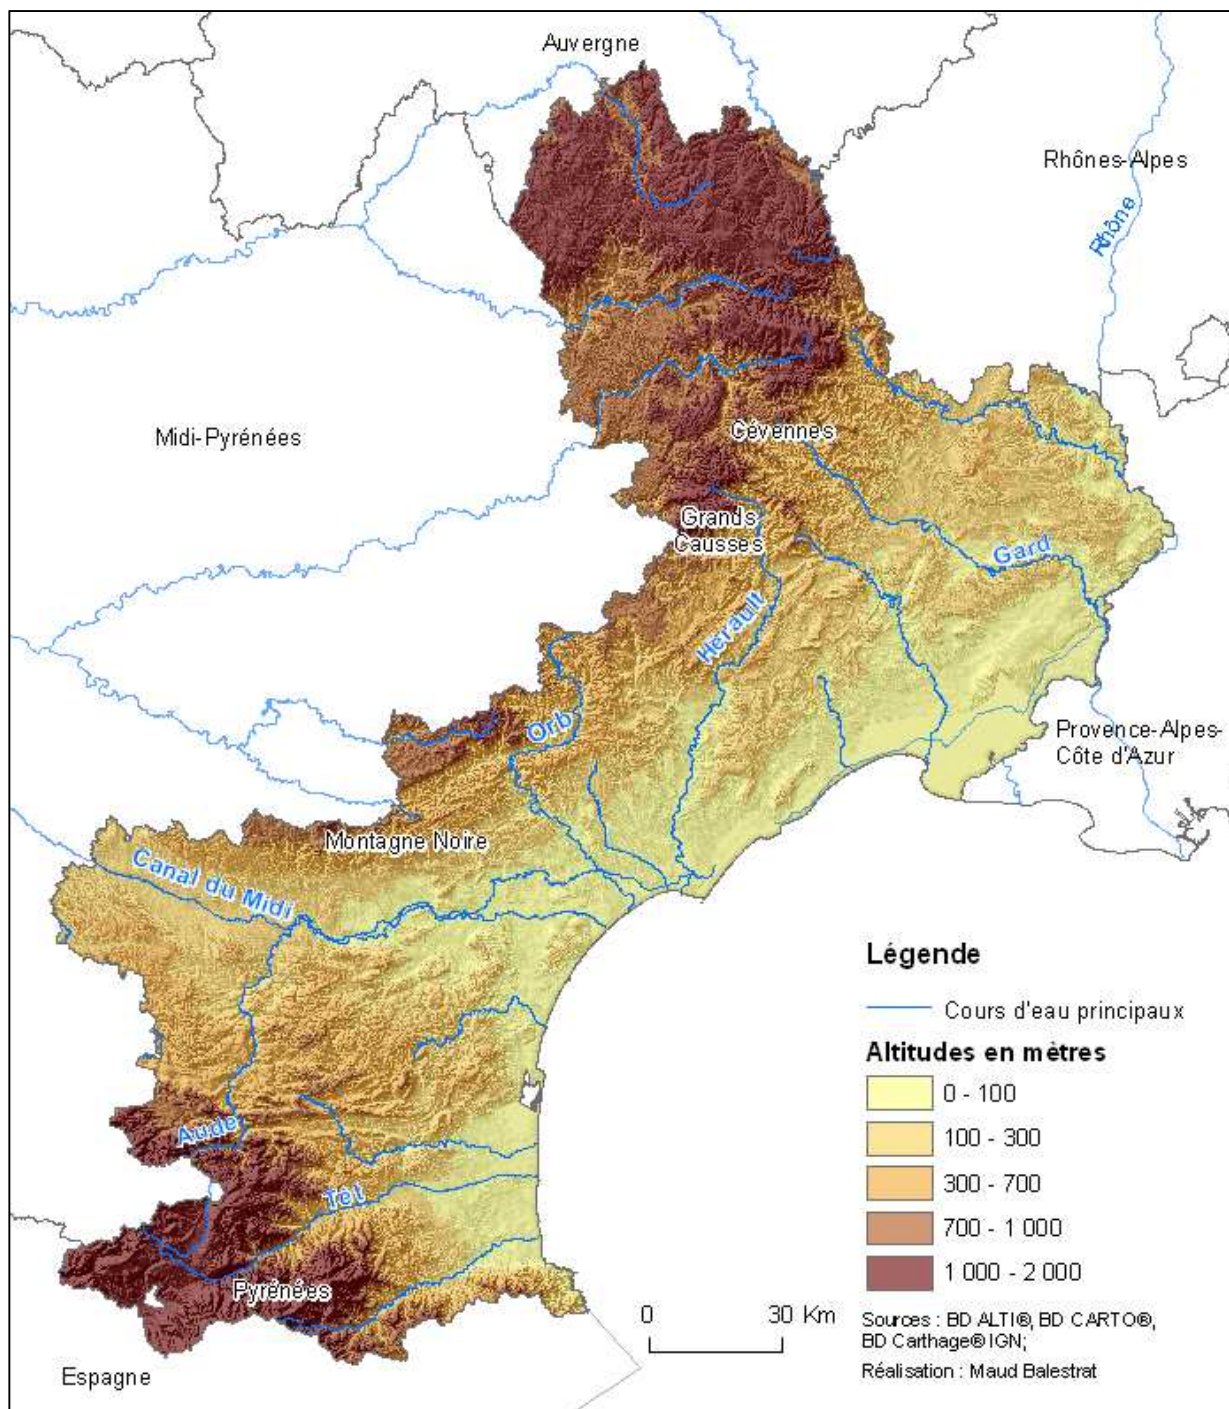 Auvergne
Rhônes-Alpes
Rhône
Midi-Pyrénées
Cévennes
Grands
Causses
Gard
Hérault
Orb
Provence-Alpes-
Côte d'Azur
Montagne Noire
Canal du Midi
Légende
Cours d'eau principaux
Altitudes en mètres
0 - 100
100 - 300
300 - 700
700 - 1 000
1 000 - 2 000
Aude
Têt
Pyrénées
0 30 Km
Sources : BD ALTI®, BD CARTO®,
BD Carthage® IGN;
Réalisation : Maud Balestrat
Espagne